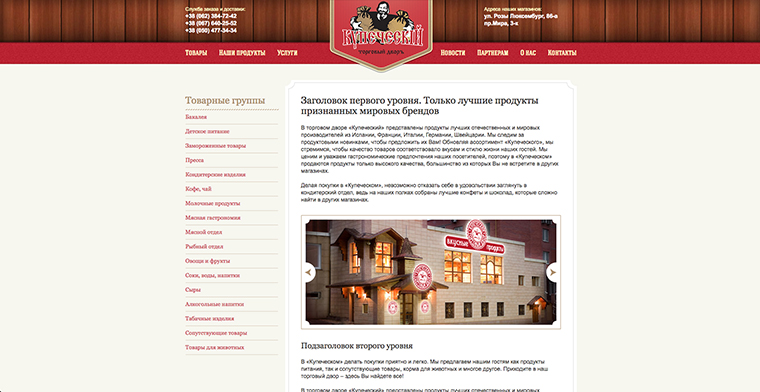 Служба заказа и доставки:
+38 (062) 384-72-42
+38 (067) 640-25-52
+38 (050) 477-34-34
Адреса наших магазинов:
ул. Розы Люксембург, 86-в
пр.Мира, 3-к
Купеческій
торговый дворъ
Товары
Наши продукты
Услуги
Новости
Партнерам
О нас
Контакты
Товарные группы
Бакалея
Детское питание
Замороженные товары
Пресса
Кондитерские изделия
Кофе, чай
Молочные продукты
Мясная гастрономия
Мясной отдел
Рыбный отдел
Овощи и фрукты
Соки, воды, напитки
Сыры
Алкогольные напитки
Табачные изделия
Сопутствующие товары
Товары для животных
Заголовок первого уровня. Только лучшие продукты
признанных мировых брендов
В торговом дворе «Купеческий» представлены продукты лучших отечественных и мировых
производителей из Испании, Франции, Италии, Германии, Швейцарии. Мы следим за
продуктовыми новинками, чтобы предложить их Вам! Обновляя ассортимент «Купеческого», мы
стремимся, чтобы качество товаров соответствовало вкусам и стилю жизни наших гостей. Мы
ценим и уважаем гастрономические предпочтения наших посетителей, поэтому в «Купеческом»
продаются продукты только высокого качества, большинство из которых Вы не встретите в других
магазинах.
Делая покупки в «Купеческом», невозможно отказать себе в удовольствии заглянуть в
кондитерский отдел, ведь на наших полках собраны лучшие конфеты и шоколад, которые сложно
найти в других магазинах.
вкусные
продукты
Подзаголовок второго уровня
В «Купеческом» делать покупки приятно и легко. Мы предлагаем нашим гостям как продукты
питания, так и сопутствующие товары, корма для животных и многое другое. Приходите в наш
торговый двор – здесь Вы найдете все!
В торговом дворе «Купеческий» представлены продукты лучших отечественных и мировых